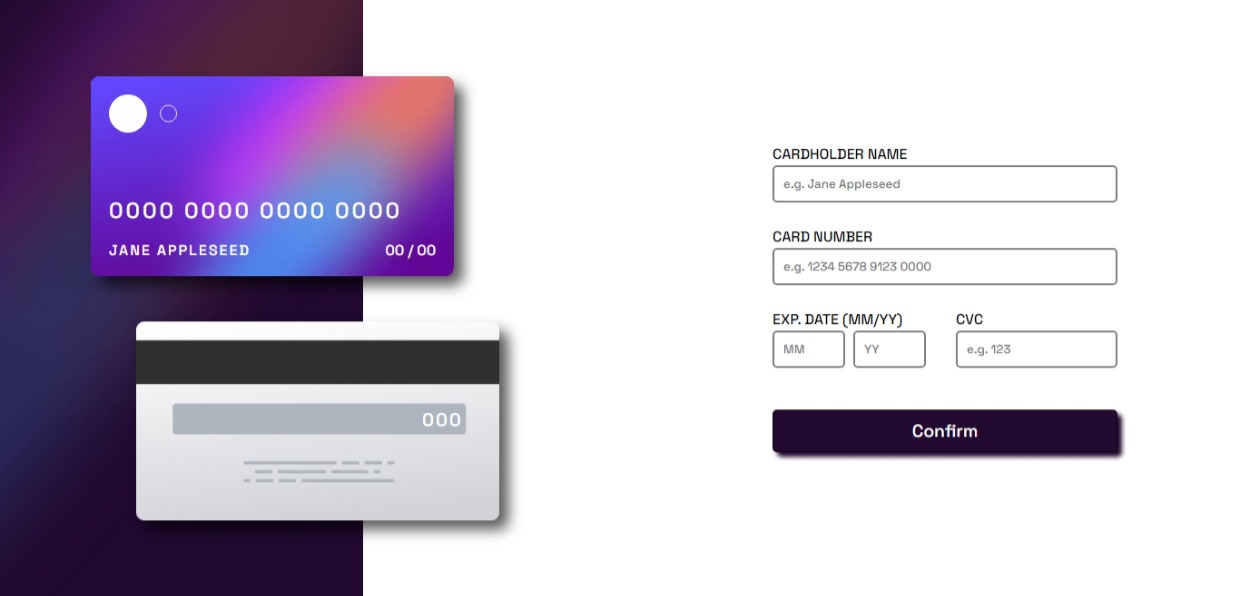 0000 0000 0000 0000
JANE APPLESEED 00/00
000
CARDHOLDER NAME
e.g. Jane Appleseed
CARD NUMBER
e.g. 1234 5678 9123 0000
EXP. DATE (MM/YY) CVC
MM YY e.g. 123
Confirm